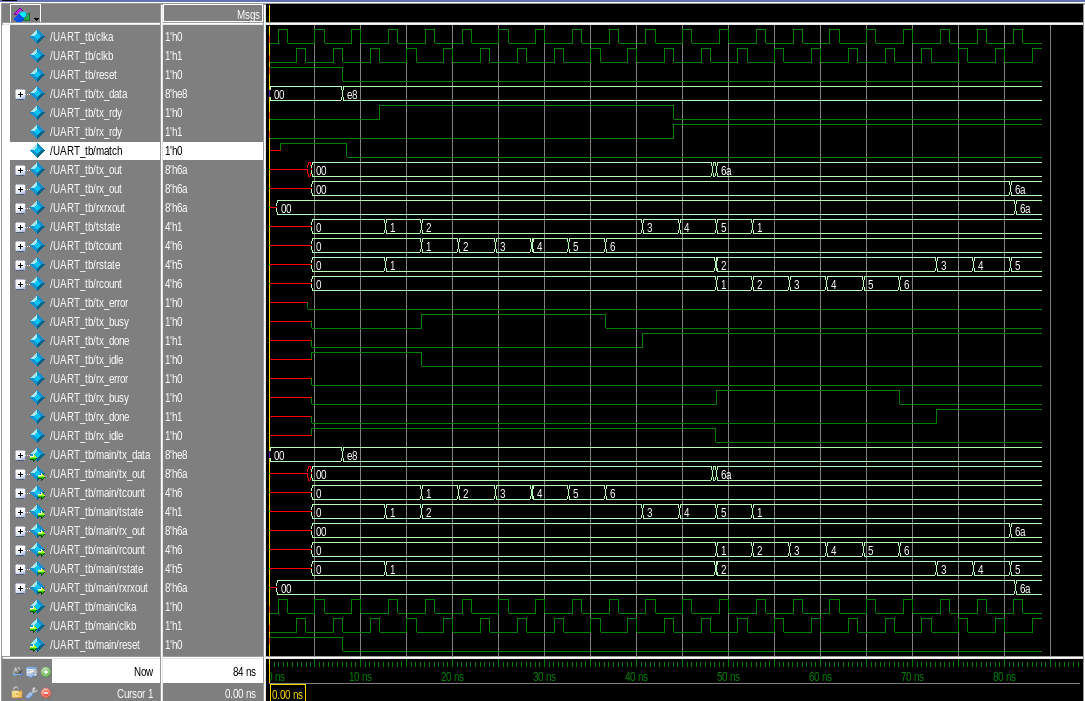 Msgs
/UART_tb/clka 1'h0
/UART_tb/clkb 1'h1
/UART_tb/reset 1'h0
/UART_tb/tx_data 8'he8 00 e8
/UART_tb/tx_rdy 1'h0
/UART_tb/rx_rdy 1'h1
/UART_tb/match 1'h0
/UART_tb/tx_out 8'h6a 00 6a
/UART_tb/rx_out 8'h6a 00 6a
/UART_tb/rxrxout 8'h6a 00 6a
/UART_tb/tstate 4'h1 0 1 2 3 4 5 1
/UART_tb/tcount 4'h6 0 1 2 3 4 5 6
/UART_tb/rstate 4'h5 0 1 2 3 4 5
/UART_tb/rcount 4'h6 0 1 2 3 4 5 6
/UART_tb/tx_error 1'h0
/UART_tb/tx_busy 1'h0
/UART_tb/tx_done 1'h1
/UART_tb/tx_idle 1'h0
/UART_tb/rx_error 1'h0
/UART_tb/rx_busy 1'h0
/UART_tb/rx_done 1'h1
/UART_tb/rx_idle 1'h0
/UART_tb/main/tx_data 8'he8 00 e8
/UART_tb/main/tx_out 8'h6a 00 6a
/UART_tb/main/tcount 4'h6 0 1 2 3 4 5 6
/UART_tb/main/tstate 4'h1 0 1 2 3 4 5 1
/UART_tb/main/rx_out 8'h6a 00 6a
/UART_tb/main/rcount 4'h6 0 1 2 3 4 5 6
/UART_tb/main/rstate 4'h5 0 1 2 3 4 5
/UART_tb/main/rxrxout 8'h6a 00 6a
/UART_tb/main/clka 1'h0
/UART_tb/main/clkb 1'h1
/UART_tb/main/reset 1'h0
Now 84 ns ns 10 ns 20 ns 30 ns 40 ns 50 ns 60 ns 70 ns 80 ns
Cursor 1 0.00 ns 0.00 ns